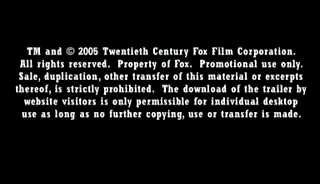 TM and © 2005 Twentieth Century Fox Film Corporation.
All rights reserved. Property of Fox. Promotional use only.
Sale, duplication, other transfer of this material or excerpts
thereof, is strictly prohibited. The download of the trailer by
website visitors is only permissible for individual desktop
use as long as no further copying, use or transfer is made.